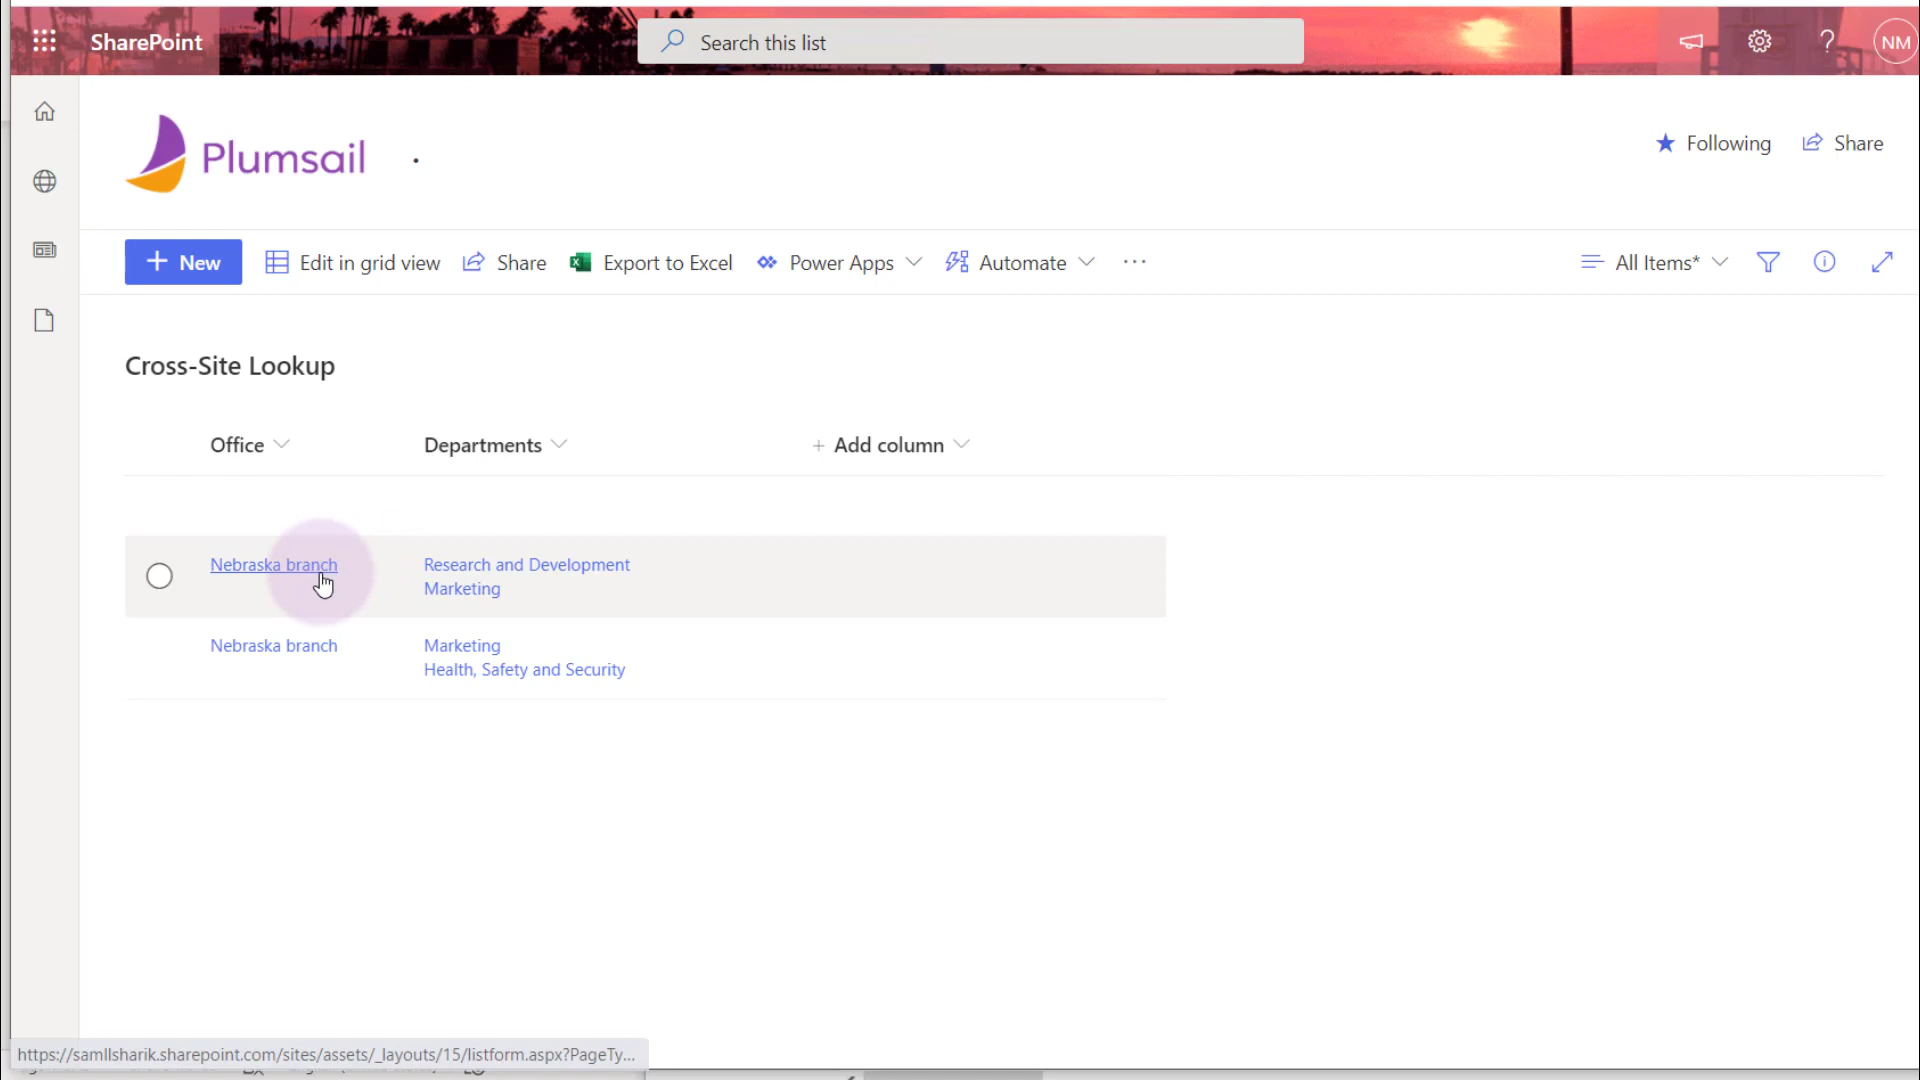 SharePoint
Search this list
NM
Plumsail
.
Following
Share
New
Edit in grid view
Share
Export to Excel
Power Apps
Automate
...
All Items*
Cross-Site Lookup
Office
Departments
+ Add column
Nebraska branch
Research and Development
Marketing
Nebraska branch
Marketing
Health, Safety and Security
https://samllsharik.sharepoint.com/sites/assets/_layouts/15/listform.aspx?PageTy...